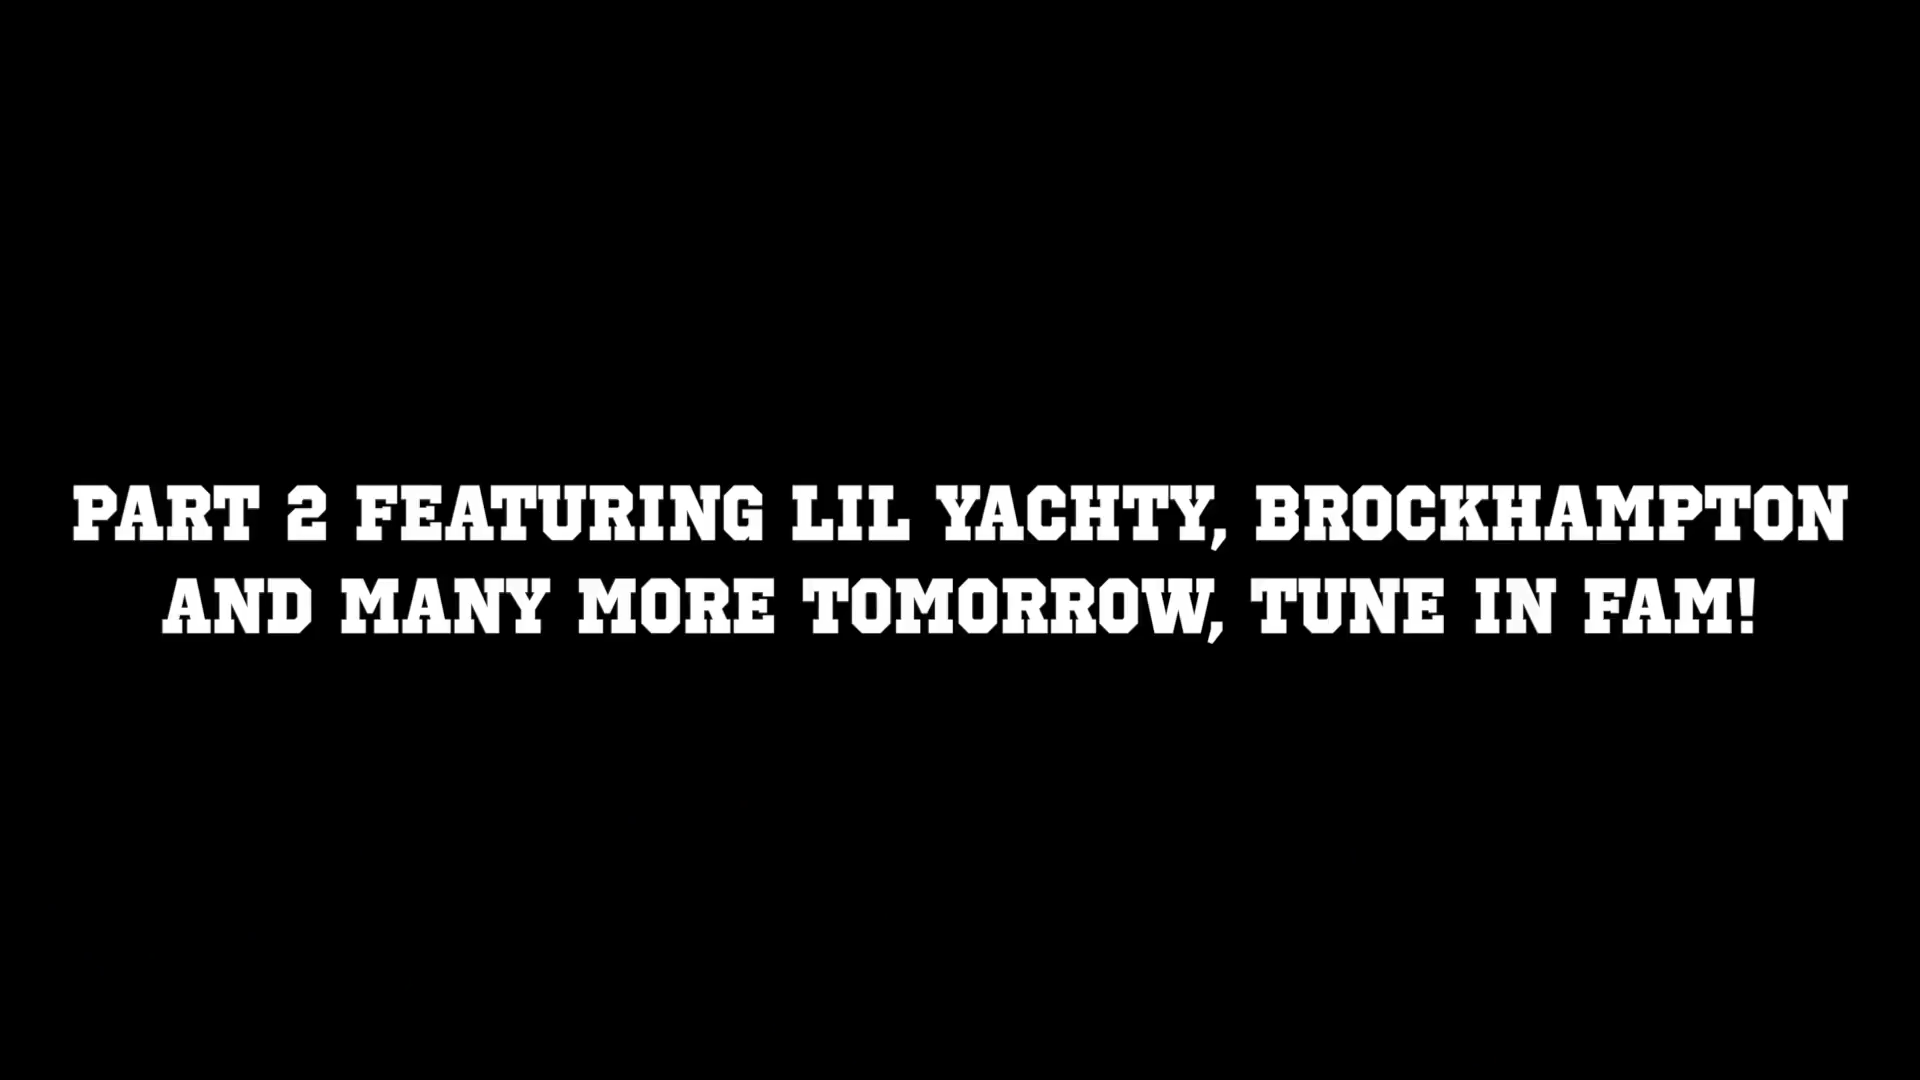 PART 2 FEATURING LIL YACHTY, BROCKHAMPTON
AND MANY MORE TOMORROW, TUNE IN FAM!